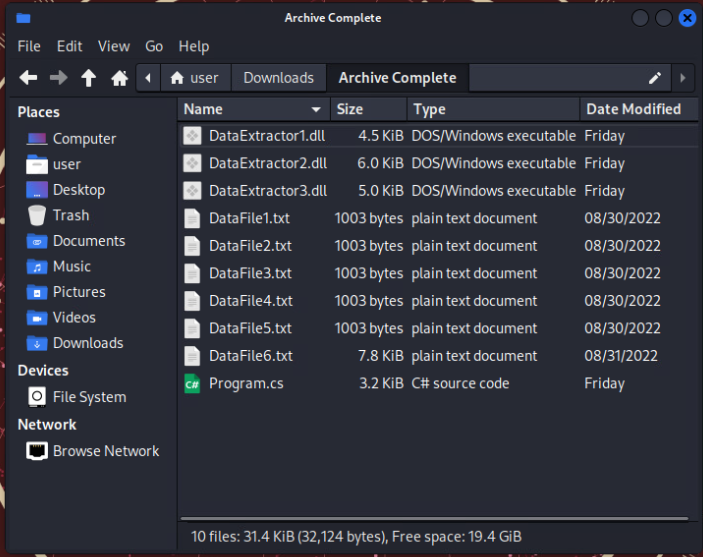 Archive Complete
File Edit View Go Help
user Downloads Archive Complete
Places
Computer
user
Desktop
Trash
Documents
Music
Pictures
Videos
Downloads
Devices
File System
Network
Browse Network
Name Size Type Date Modified
DataExtractor1.dll 4.5 KiB DOS/Windows executable Friday
DataExtractor2.dll 6.0 KiB DOS/Windows executable Friday
DataExtractor3.dll 5.0 KiB DOS/Windows executable Friday
DataFile1.txt 1003 bytes plain text document 08/30/2022
DataFile2.txt 1003 bytes plain text document 08/30/2022
DataFile3.txt 1003 bytes plain text document 08/30/2022
DataFile4.txt 1003 bytes plain text document 08/30/2022
DataFile5.txt 1003 bytes plain text document 08/30/2022
DataFile6.txt 7.8 KiB plain text document 08/31/2022
C# Program.cs 3.2 KiB C# source code Friday
10 files: 31.4 KiB (32,124 bytes), Free space: 19.4 GiB